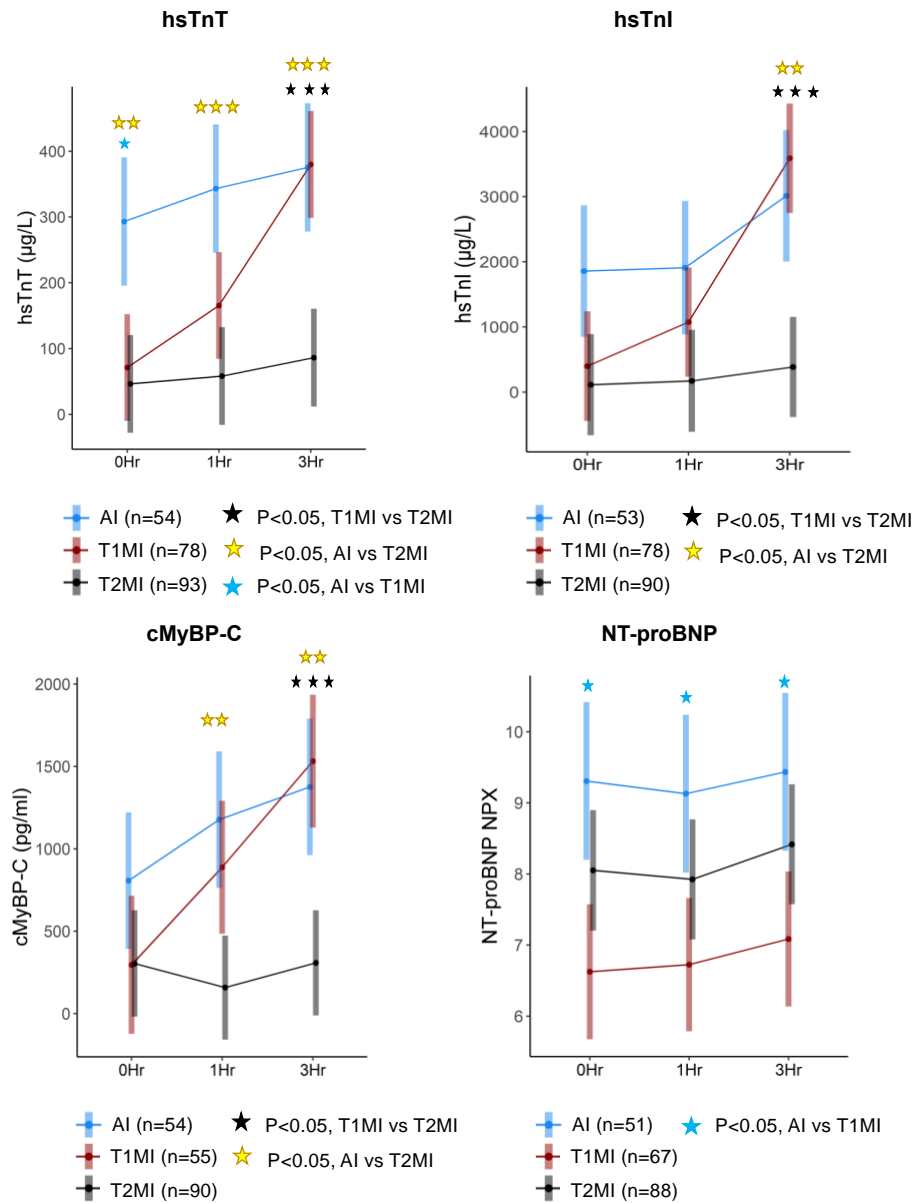 hsTnT
hsTnI
hsTnT (µg/L)
400
300
200
100
0
0Hr
1Hr
3Hr
hsTnI (µg/L)
4000
3000
2000
1000
0
0Hr
1Hr
3Hr
AI (n=54)
P<0.05, T1MI vs T2MI
T1MI (n=78)
P<0.05, AI vs T2MI
T2MI (n=93)
P<0.05, AI vs T1MI
AI (n=53)
P<0.05, T1MI vs T2MI
T1MI (n=78)
P<0.05, AI vs T2MI
T2MI (n=90)
cMyBP-C
NT-proBNP
cMyBP-C (pg/ml)
2000
1500
1000
500
0
0Hr
1Hr
3Hr
NT-proBNP NPX
10
9
8
7
6
0Hr
1Hr
3Hr
AI (n=54)
P<0.05, T1MI vs T2MI
T1MI (n=55)
P<0.05, AI vs T2MI
T2MI (n=90)
AI (n=51)
P<0.05, AI vs T1MI
T1MI (n=67)
T2MI (n=88)